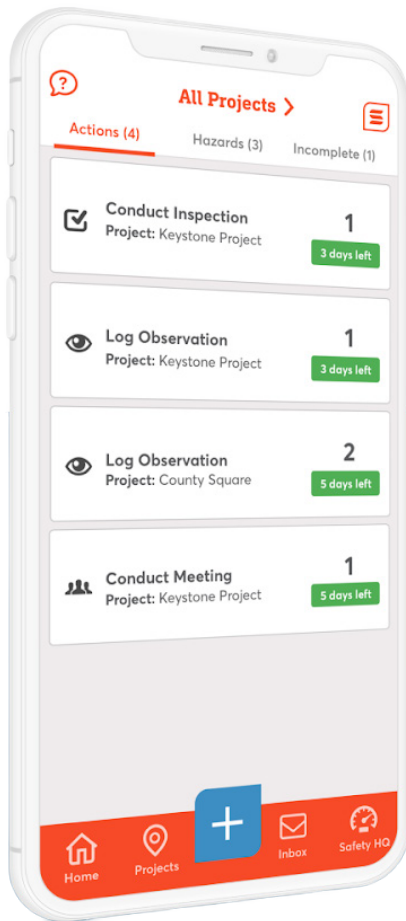 ?
All Projects >
Actions (4)
Hazards (3)
Incomplete (1)
Conduct Inspection
Project: Keystone Project
1
3 days left
Log Observation
Project: Keystone Project
1
3 days left
Log Observation
Project: County Square
2
5 days left
Conduct Meeting
Project: Keystone Project
1
5 days left
+
Home
Projects
Inbox
Safety HQ